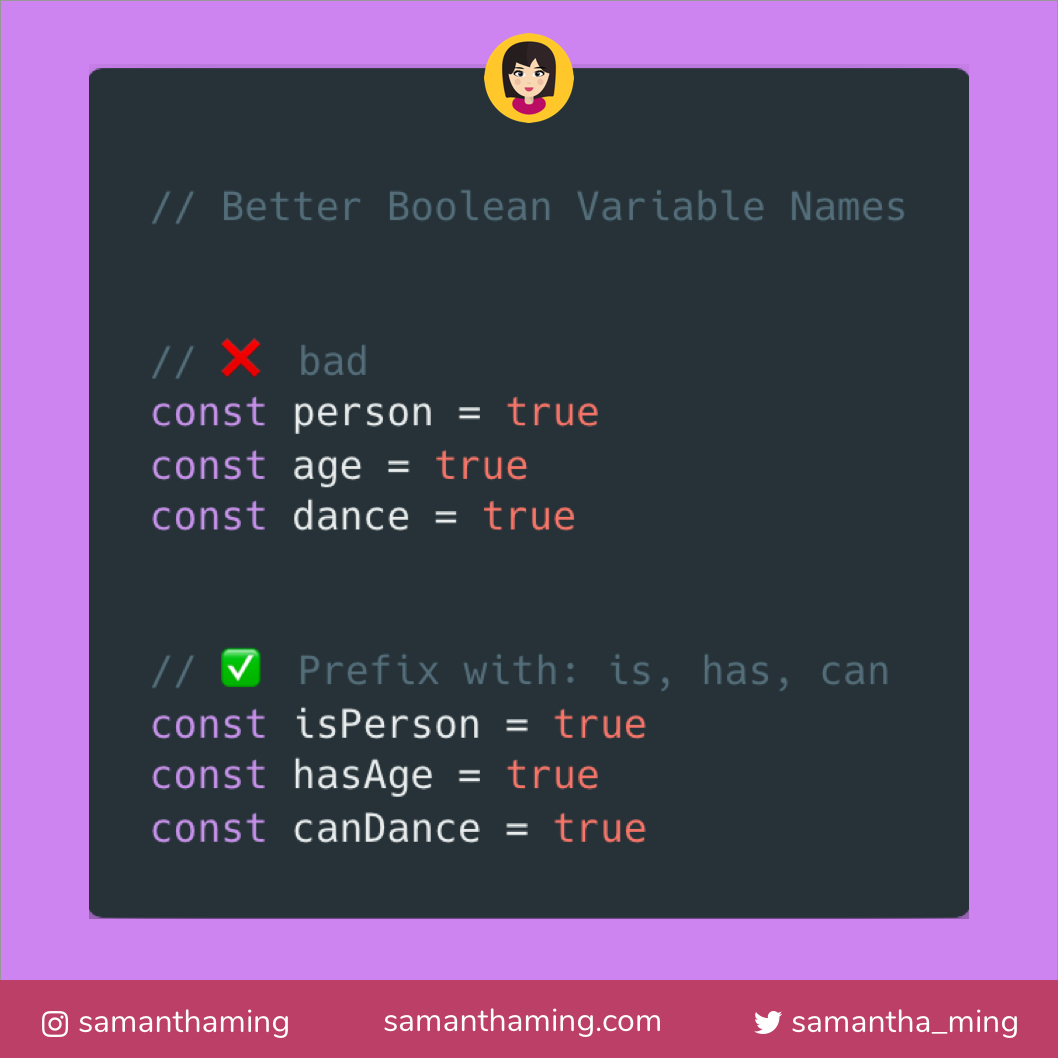 // Better Boolean Variable Names
// ❌ bad
const person = true
const age = true
const dance = true
// ✅ Prefix with: is, has, can
const isPerson = true
const hasAge = true
const canDance = true
samanthaming
samanthaming.com
samantha_ming